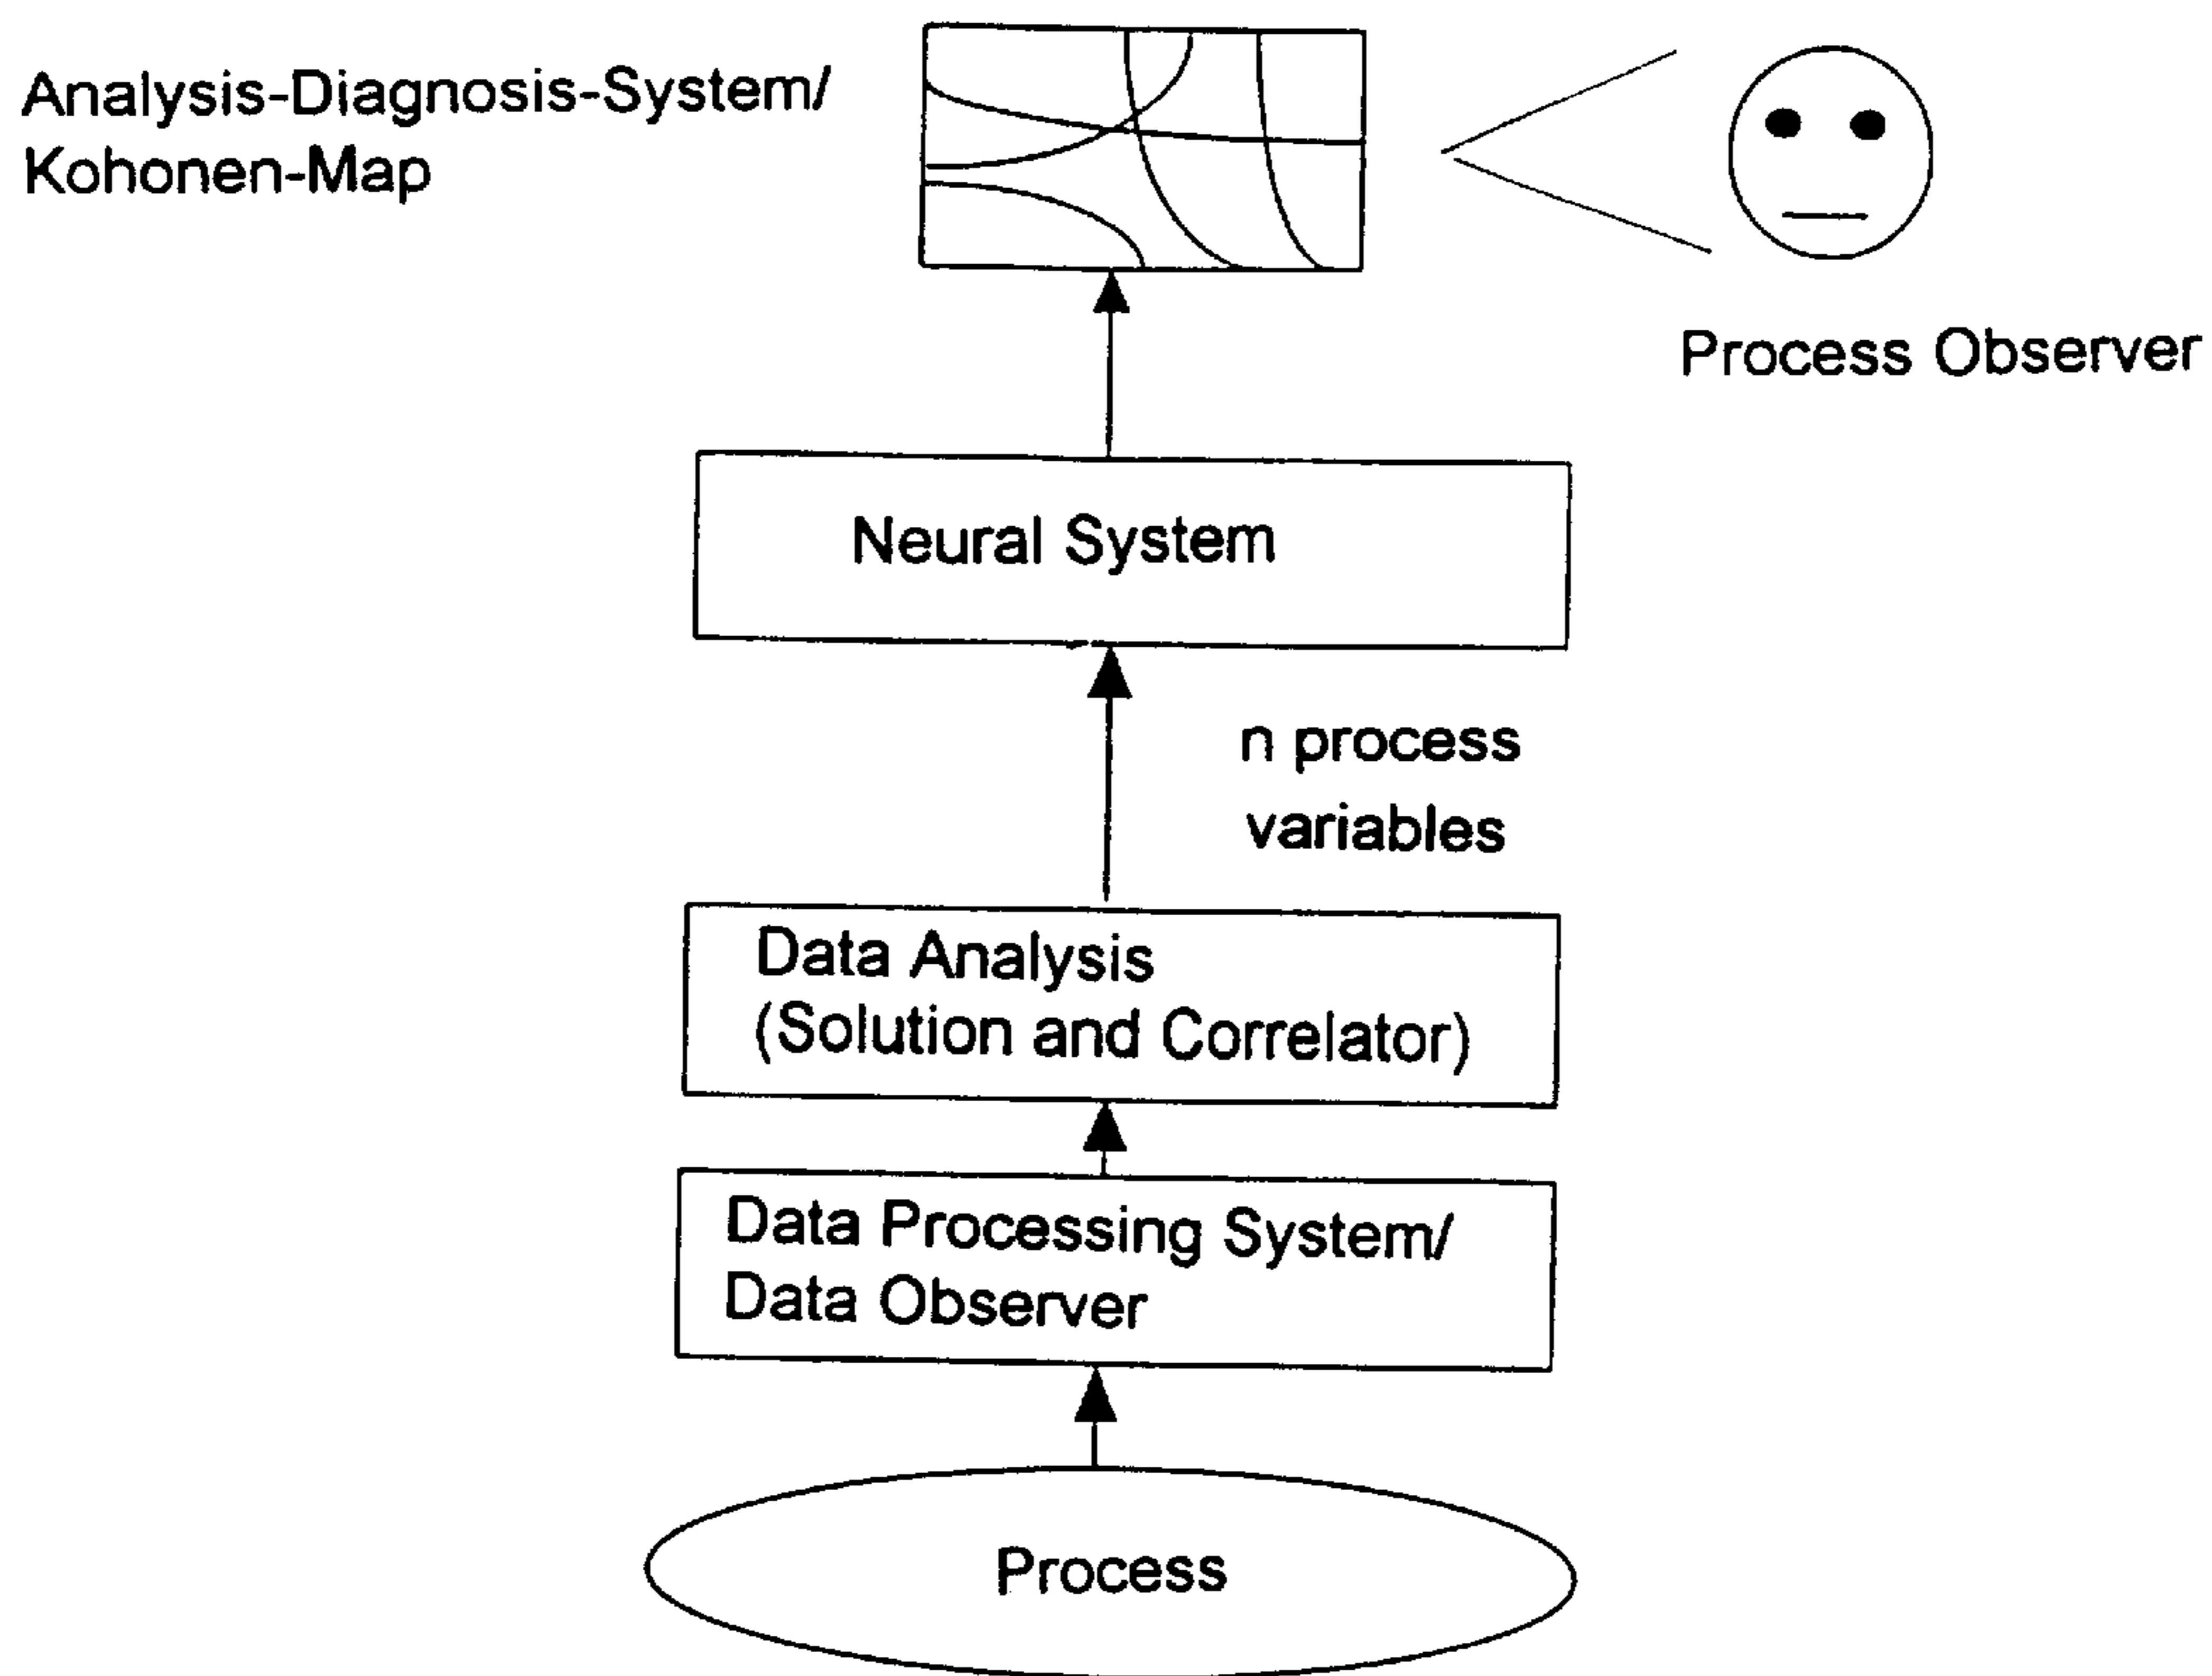 Analysis-Diagnosis-System/
Kohonen-Map
Process Observer
Neural System
n process
variables
Data Analysis
(Solution and Correlator)
Data Processing System/
Data Observer
Process